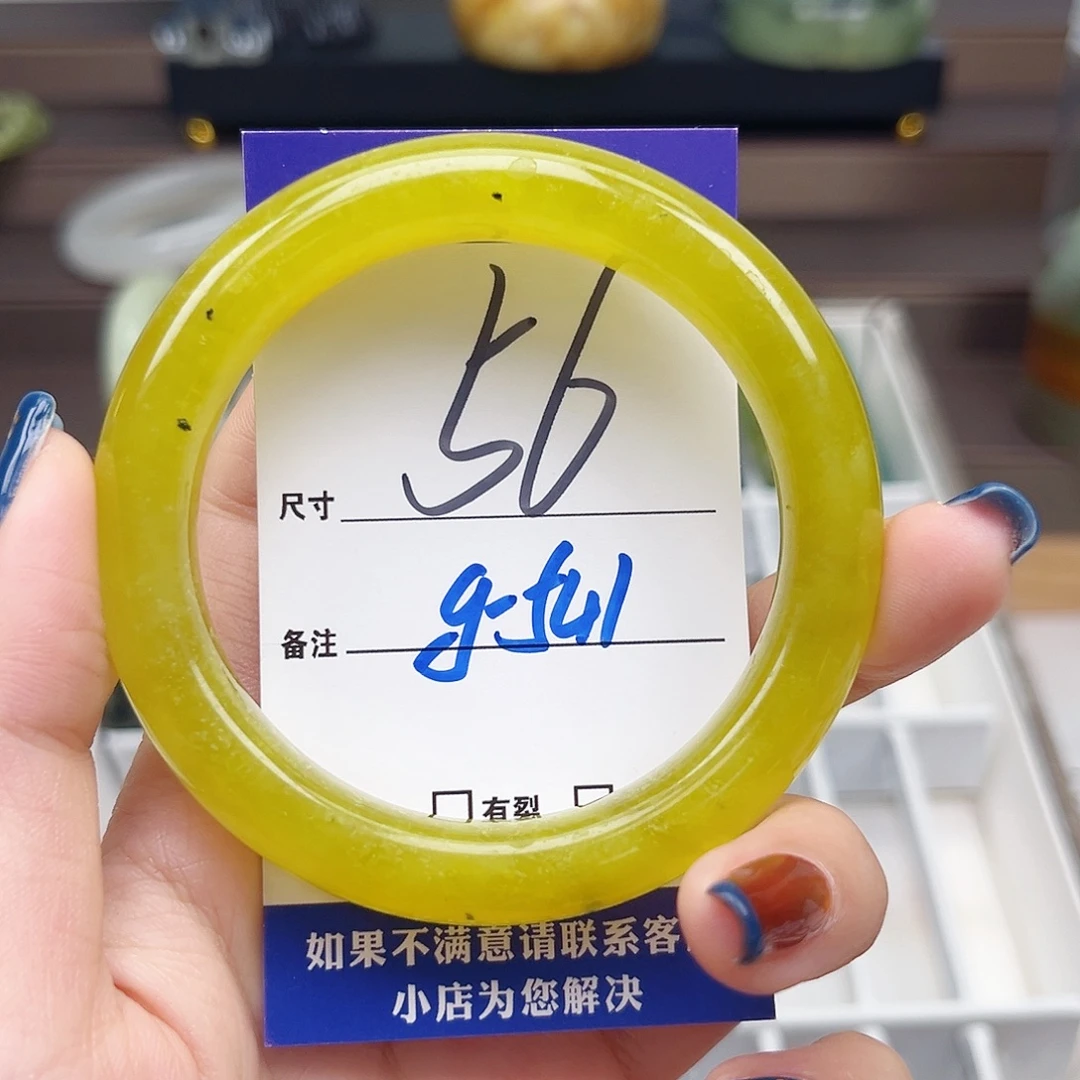 56
尺寸
g-541
备注
有裂
如果不满意请联系客
小店为您解决